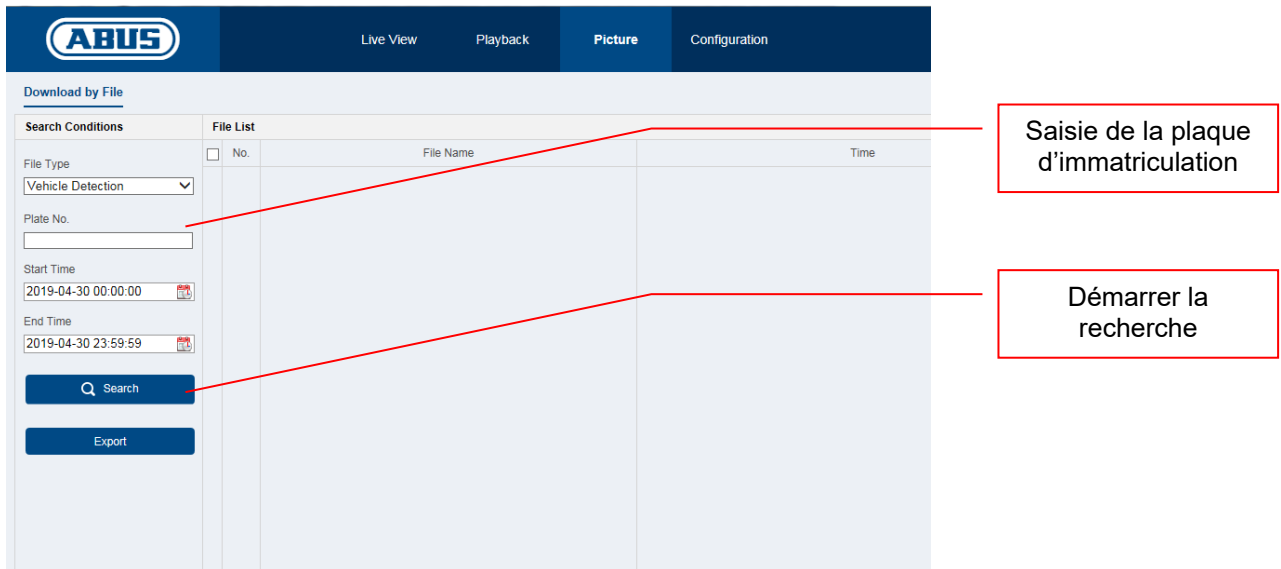 ABUS
Live View Playback Picture Configuration
Download by File
Search Conditions
File List
No. File Name Time
File Type
Vehicle Detection
Plate No.
Start Time
2019-04-30 00:00:00
End Time
2019-04-30 23:59:59
Search
Export
Saisie de la plaque
d’immatriculation
Démarrer la
recherche